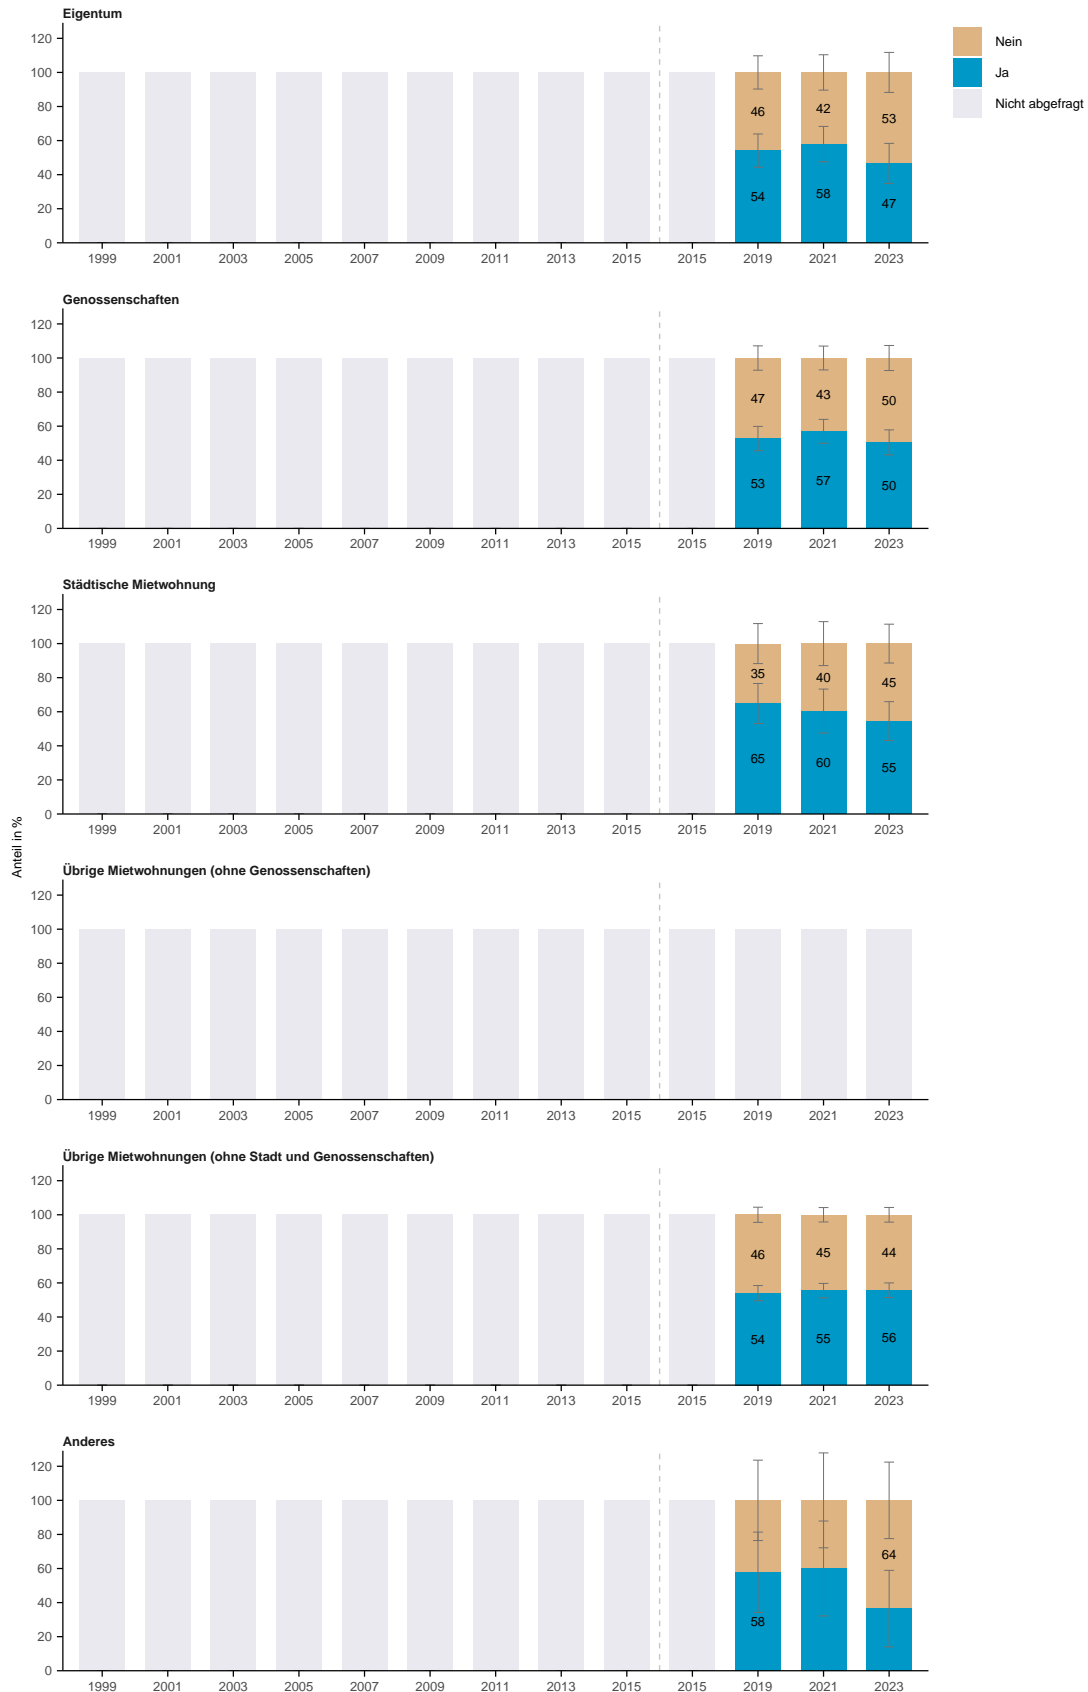 Eigentum
120
100
80
60
40
20
0
46 42 53
54 58 47
1999 2001 2003 2005 2007 2009 2011 2013 2015 2015 2019 2021 2023
Nein
Ja
Nicht abgefragt
Genossenschaften
120
100
80
60
40
20
0
47 43 50
53 57 50
1999 2001 2003 2005 2007 2009 2011 2013 2015 2015 2019 2021 2023
Städtische Mietwohnung
120
100
80
60
40
20
0
35 40 45
65 60 55
1999 2001 2003 2005 2007 2009 2011 2013 2015 2015 2019 2021 2023
Anteil in %
Übrige Mietwohnungen (ohne Genossenschaften)
120
100
80
60
40
20
0
1999 2001 2003 2005 2007 2009 2011 2013 2015 2015 2019 2021 2023
Übrige Mietwohnungen (ohne Stadt und Genossenschaften)
120
100
80
60
40
20
0
46 45 44
54 55 56
1999 2001 2003 2005 2007 2009 2011 2013 2015 2015 2019 2021 2023
Anderes
120
100
80
60
40
20
0
64
58
1999 2001 2003 2005 2007 2009 2011 2013 2015 2015 2019 2021 2023